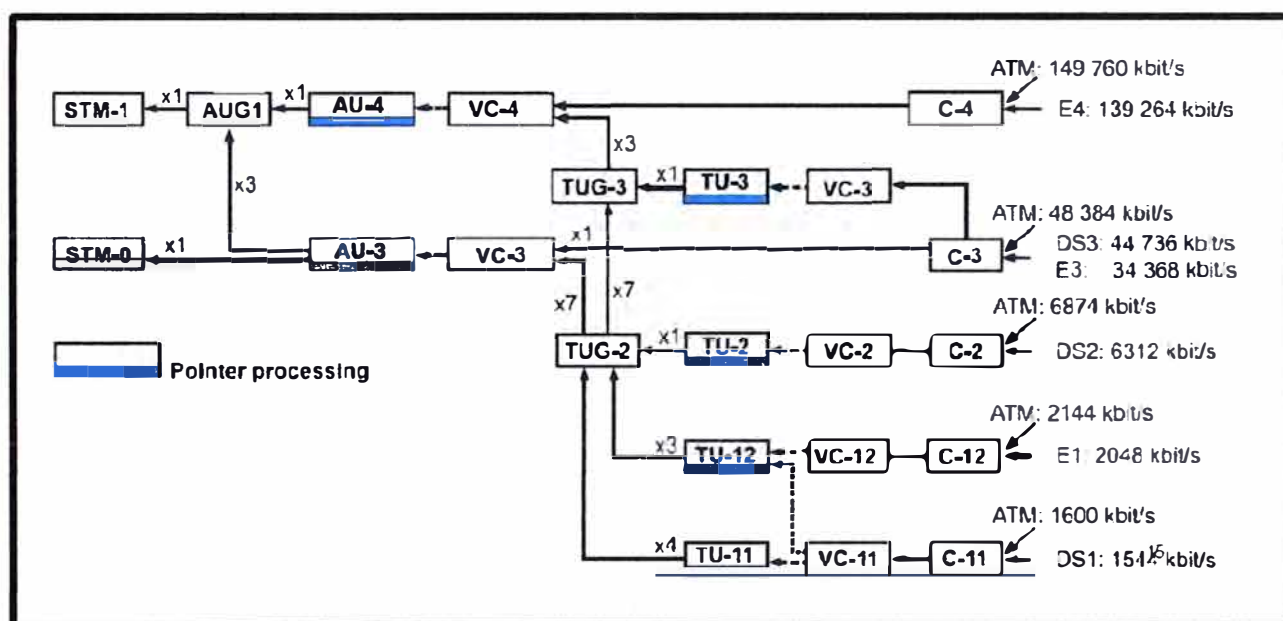 ATM: 149 760 kbit/s
STM-1 x1 AUG1 x1 AU-4 VC-4 C-4 E4: 139 264 kbit/s
x3
x3 TUG-3 x1 TU-3 VC-3
ATM: 48 384 kbit/s
STM-0 x1 AU-3 VC-3 x1 C-3 DS3: 44 736 kbit/s
E3: 34 368 kbit/s
x7 x7
ATM: 6874 kbit/s
TUG-2 x1 TU-2 VC-2 C-2 DS2: 6312 kbit/s
Pointer processing
ATM: 2144 kbit/s
x3 TU-12 VC-12 C-12 E1: 2048 kbit/s
ATM: 1600 kbit/s
x4 TU-11 VC-11 C-11 DS1: kbit/s